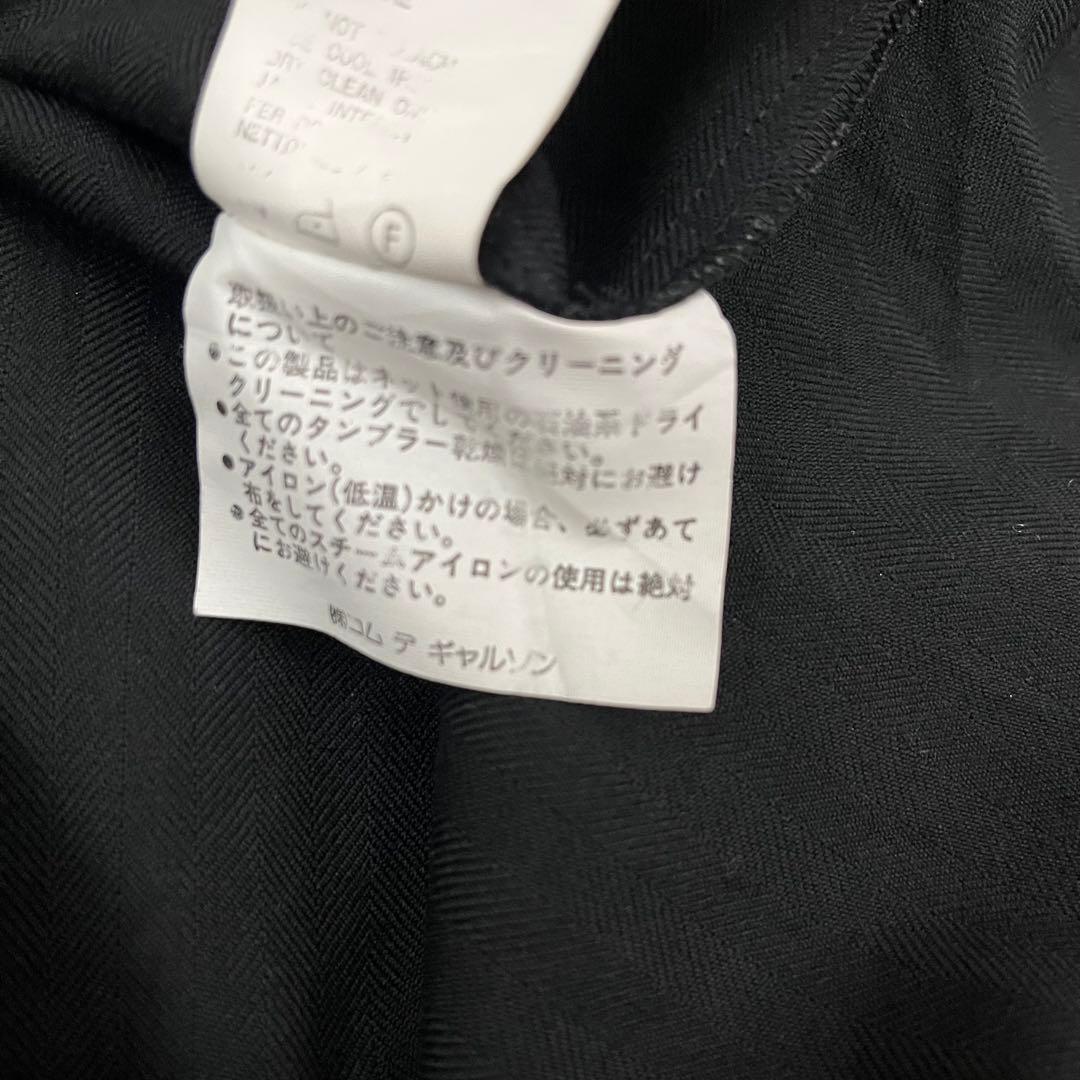 NOT
COOL
CLEAN
FER
Ⓕ
取扱い上のご注意及びクリーニング
について
●この製品はネット使用の石油系ドライ
クリーニングでしてください。
●全てのタンブラー乾燥は絶対にお避け
ください。
●アイロン(低温)かけの場合、必ずあて
布をしてください。
●全てのスチームアイロンの使用は絶対
にお避けください。
㈱コム デ ギャルソン